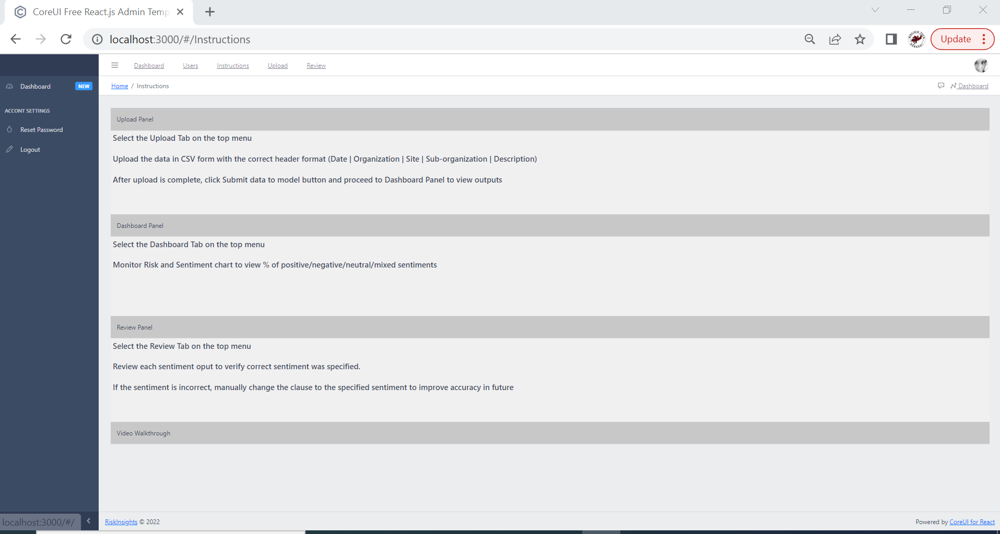 CoreUI Free React.js Admin Temp
localhost:3000/#/Instructions
Update
Dashboard Users Instructions Upload Review
Dashboard NEW
Home / Instructions
Dashboard
ACCONT SETTINGS
Reset Password
Logout
Upload Panel
Select the Upload Tab on the top menu
Upload the data in CSV form with the correct header format (Date | Organization | Site | Sub-organization | Description)
After upload is complete, click Submit data to model button and proceed to Dashboard Panel to view outputs
Dashboard Panel
Select the Dashboard Tab on the top menu
Monitor Risk and Sentiment chart to view % of positive/negative/neutral/mixed sentiments
Review Panel
Select the Review Tab on the top menu
Review each sentiment oput to verify correct sentiment was specified.
If the sentiment is incorrect, manually change the clause to the specified sentiment to improve accuracy in future
Video Walkthrough
localhost:3000/#/
RiskInsights © 2022
Powered by CoreUI for React